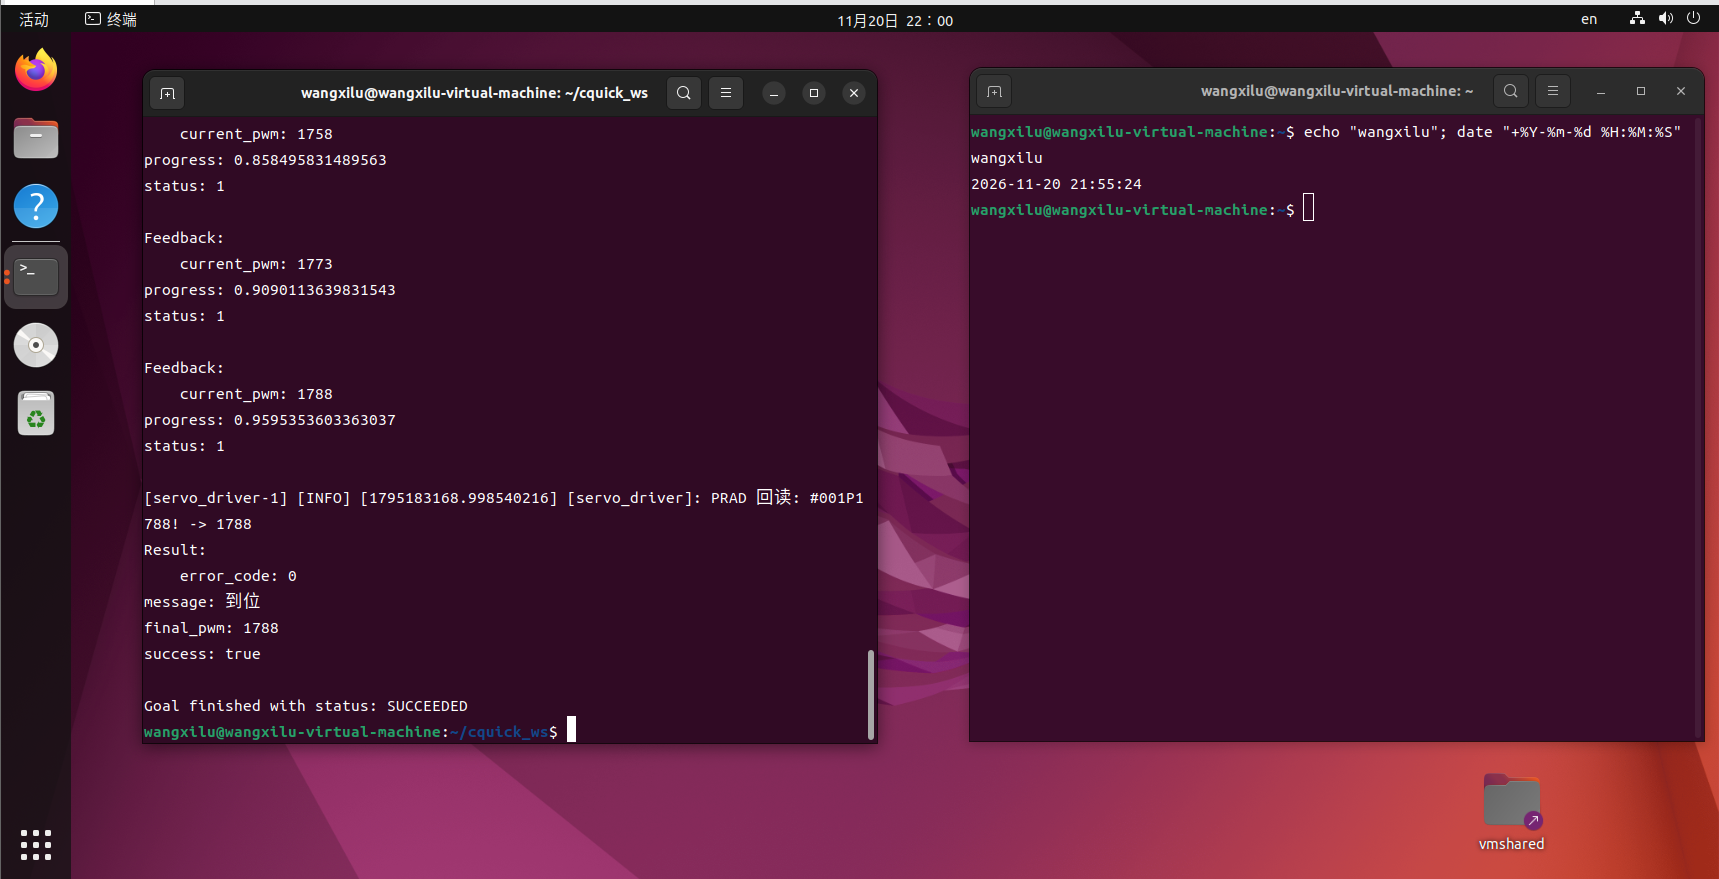 活动
终端
11月20日 22：00
en
wangxilu@wangxilu-virtual-machine: ~/cquick_ws
    current_pwm: 1758
progress: 0.858495831489563
status: 1
Feedback:
    current_pwm: 1773
progress: 0.9090113639831543
status: 1
Feedback:
    current_pwm: 1788
progress: 0.9595353603363037
status: 1
[servo_driver-1] [INFO] [1795183168.998540216] [servo_driver]: PRAD 回读: #001P1
788! -> 1788
Result:
    error_code: 0
message: 到位
final_pwm: 1788
success: true
Goal finished with status: SUCCEEDED
wangxilu@wangxilu-virtual-machine:~/cquick_ws$
wangxilu@wangxilu-virtual-machine: ~
wangxilu@wangxilu-virtual-machine:~$ echo "wangxilu"; date "+%Y-%m-%d %H:%M:%S"
wangxilu
2026-11-20 21:55:24
wangxilu@wangxilu-virtual-machine:~$
vmshared